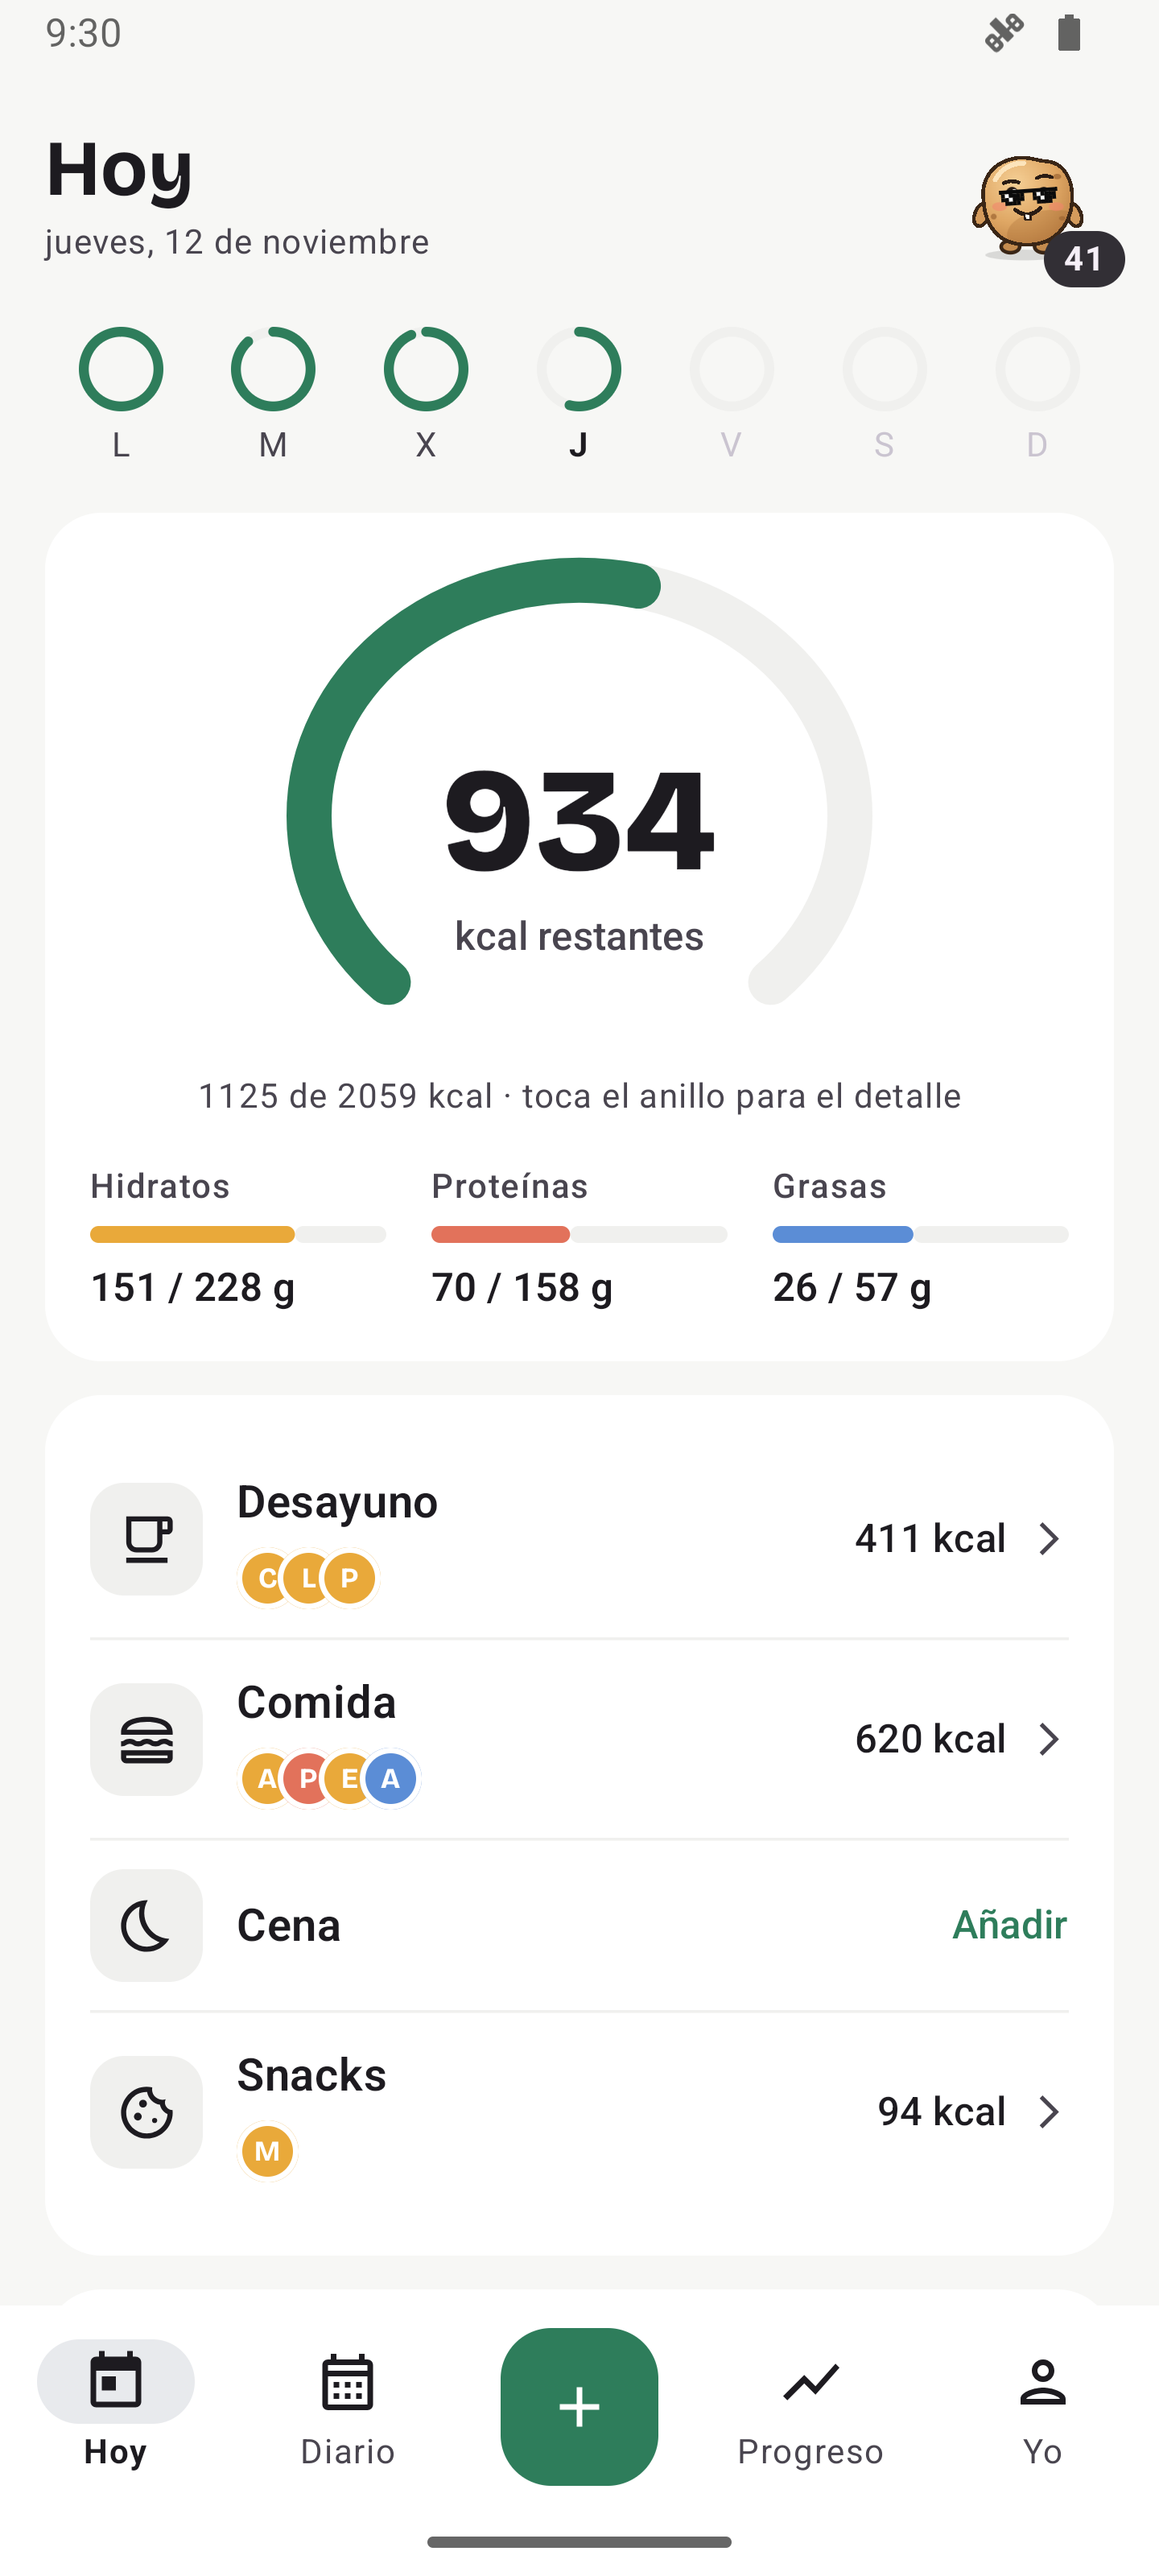 9:30
Hoy
jueves, 12 de noviembre
41
L M X J V S D
934
kcal restantes
1125 de 2059 kcal · toca el anillo para el detalle
Hidratos Proteínas Grasas
151 / 228 g 70 / 158 g 26 / 57 g
Desayuno
411 kcal
C L P
Comida
620 kcal
A P E A
Cena Añadir
Snacks
94 kcal
M
Hoy Diario + Progreso Yo